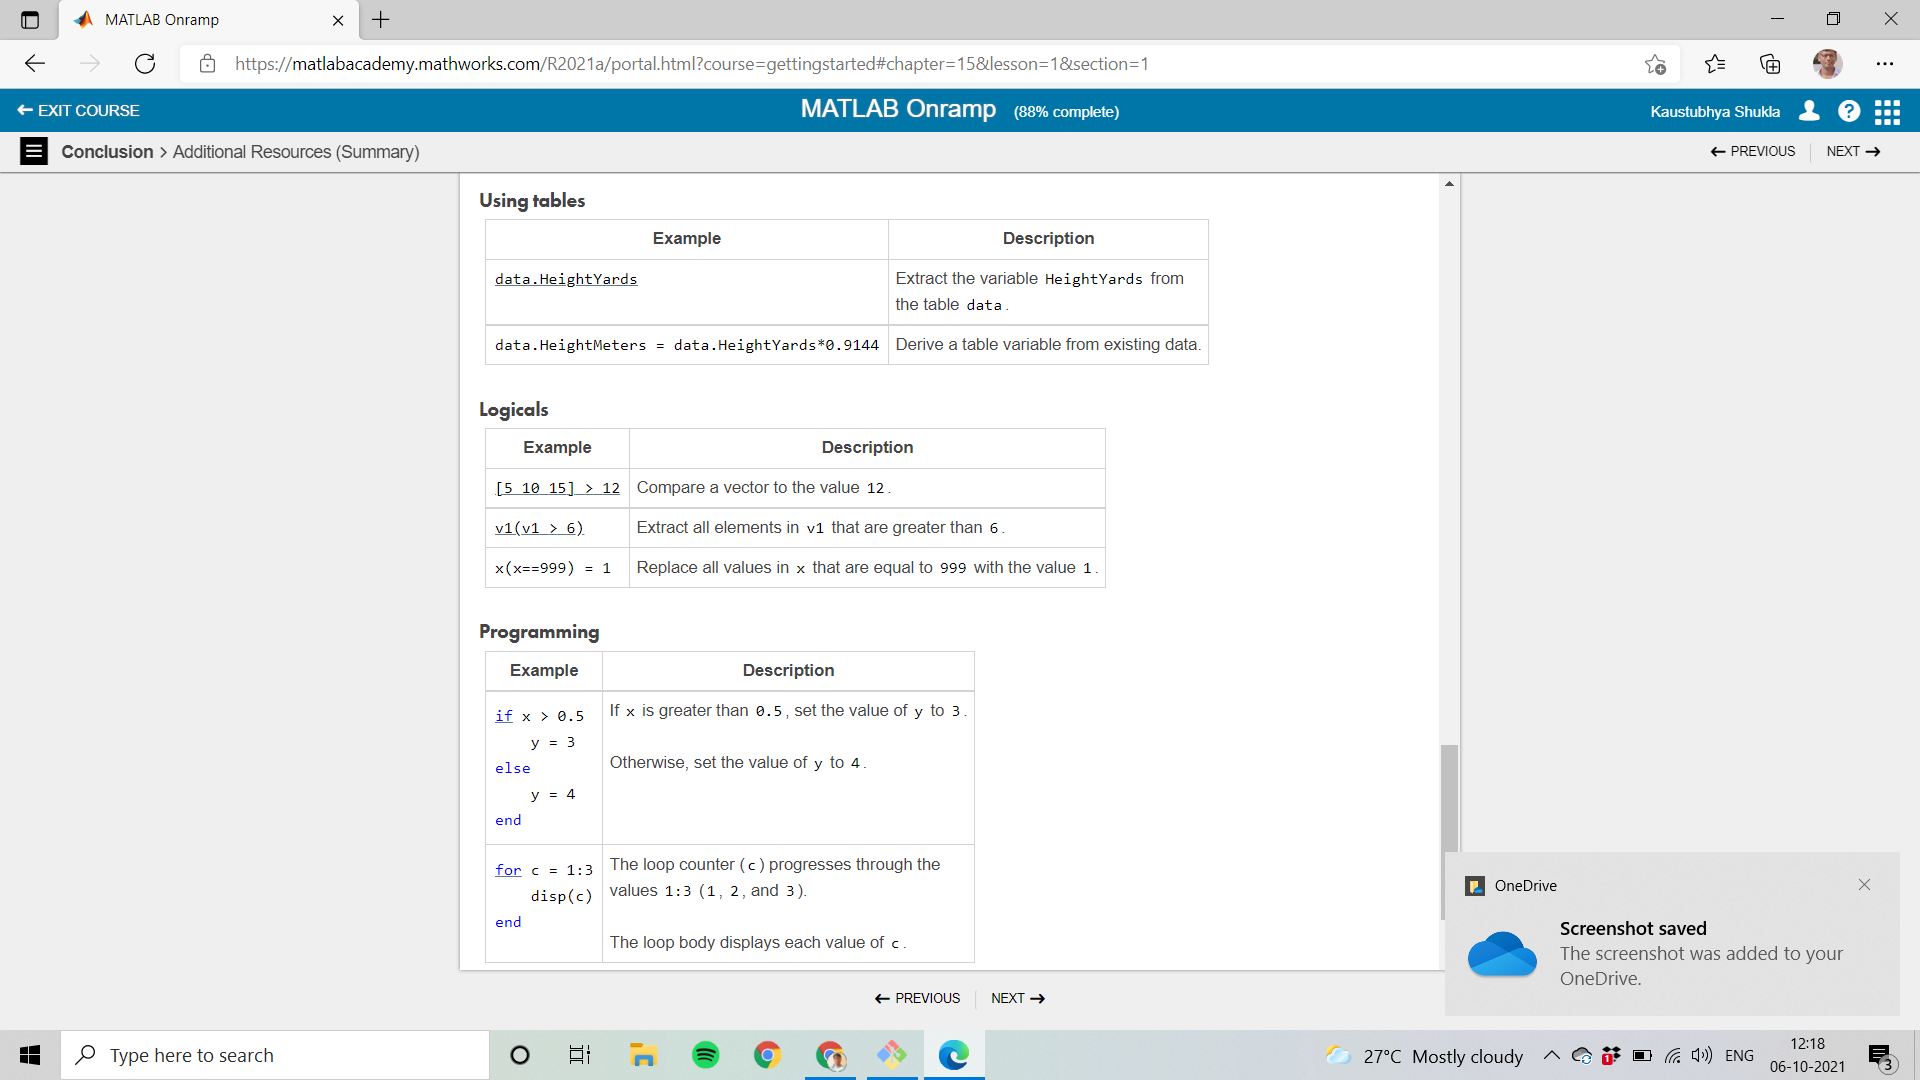 MATLAB Onramp
https://matlabacademy.mathworks.com/R2021a/portal.html?course=gettingstarted#chapter=15&lesson=1&section=1
EXIT COURSE
MATLAB Onramp (88% complete)
Kaustubhya Shukla
?
Conclusion > Additional Resources (Summary)
PREVIOUS
NEXT
Using tables
Example Description
data.HeightYards Extract the variable HeightYards from
the table data.
data.HeightMeters = data.HeightYards*0.9144 Derive a table variable from existing data.
Logicals
Example Description
[5 10 15] > 12 Compare a vector to the value 12.
v1(v1 > 6) Extract all elements in v1 that are greater than 6.
x(x==999) = 1 Replace all values in x that are equal to 999 with the value 1.
Programming
Example Description
if x > 0.5
y = 3
else
y = 4
end
If x is greater than 0.5, set the value of y to 3.
Otherwise, set the value of y to 4.
for c = 1:3
disp(c)
end
The loop counter (c) progresses through the
values 1:3 (1, 2, and 3).
The loop body displays each value of c.
OneDrive
Screenshot saved
The screenshot was added to your
OneDrive.
PREVIOUS
NEXT
Type here to search
27°C Mostly cloudy
1
ENG
12:18
06-10-2021
3